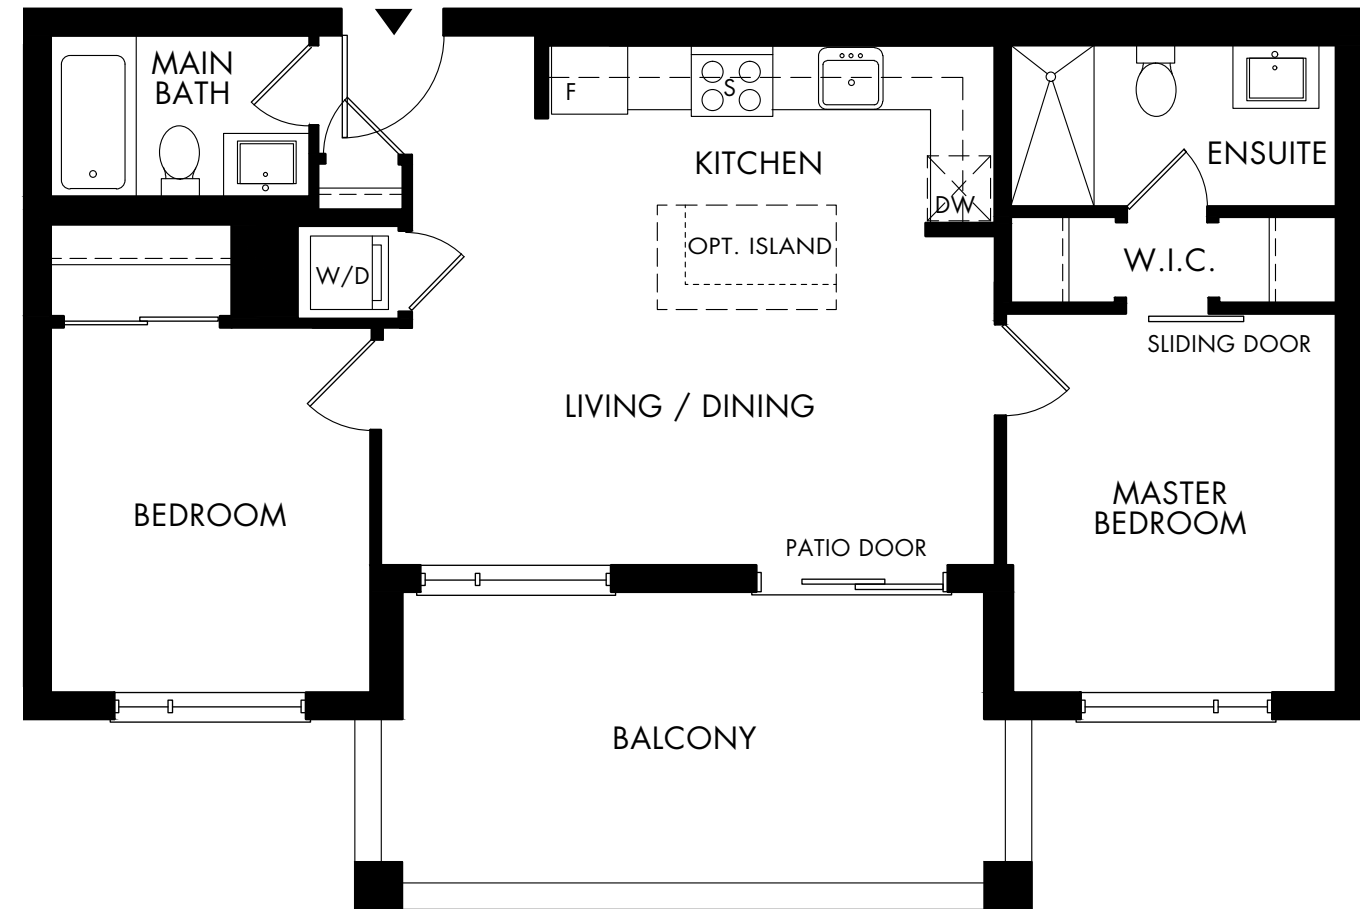 MAIN
BATH
F
S
KITCHEN
ENSUITE
DW
OPT. ISLAND
W.I.C.
W/D
SLIDING DOOR
LIVING / DINING
BEDROOM
MASTER
BEDROOM
PATIO DOOR
BALCONY